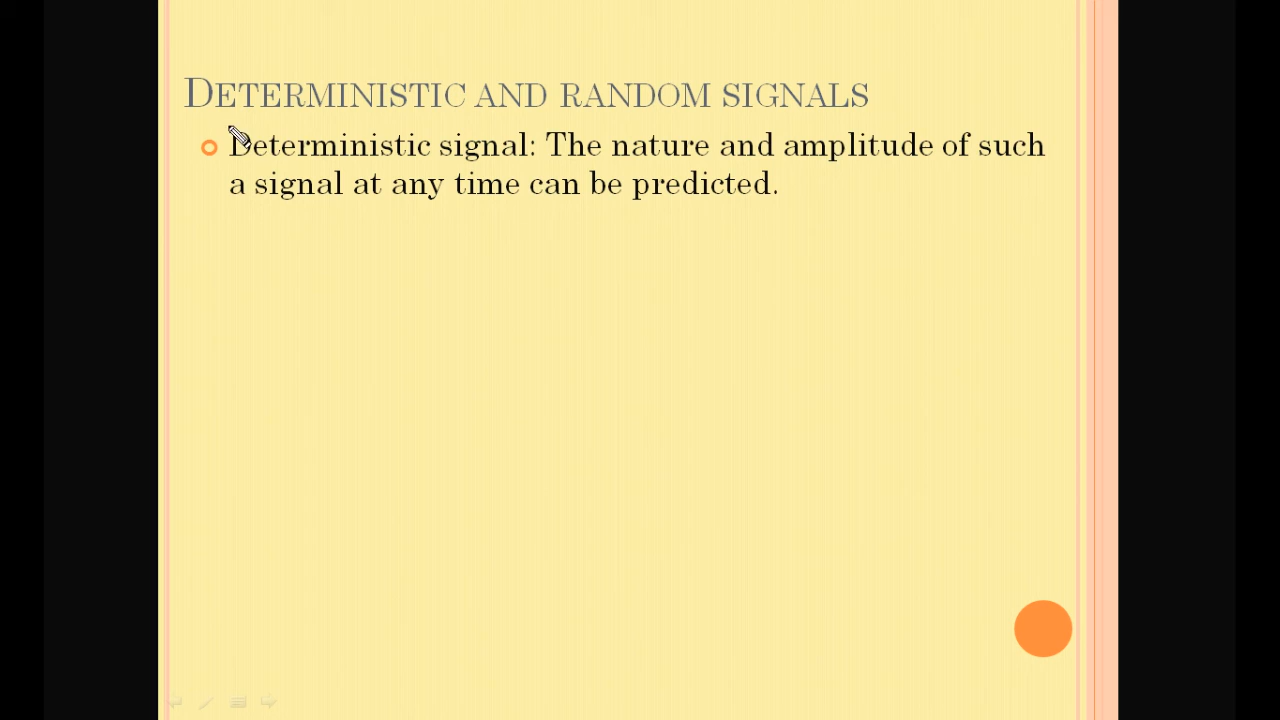 DETERMINISTIC AND RANDOM SIGNALS
Deterministic signal: The nature and amplitude of such
a signal at any time can be predicted.